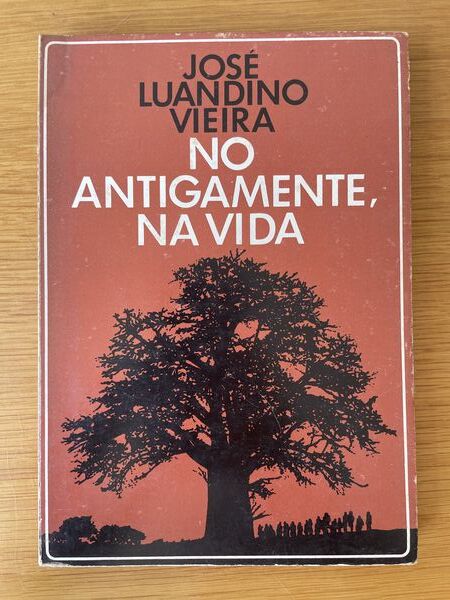 JOSÉ
LUANDINO
VIEIRA
NO
ANTIGAMENTE,
NA VIDA